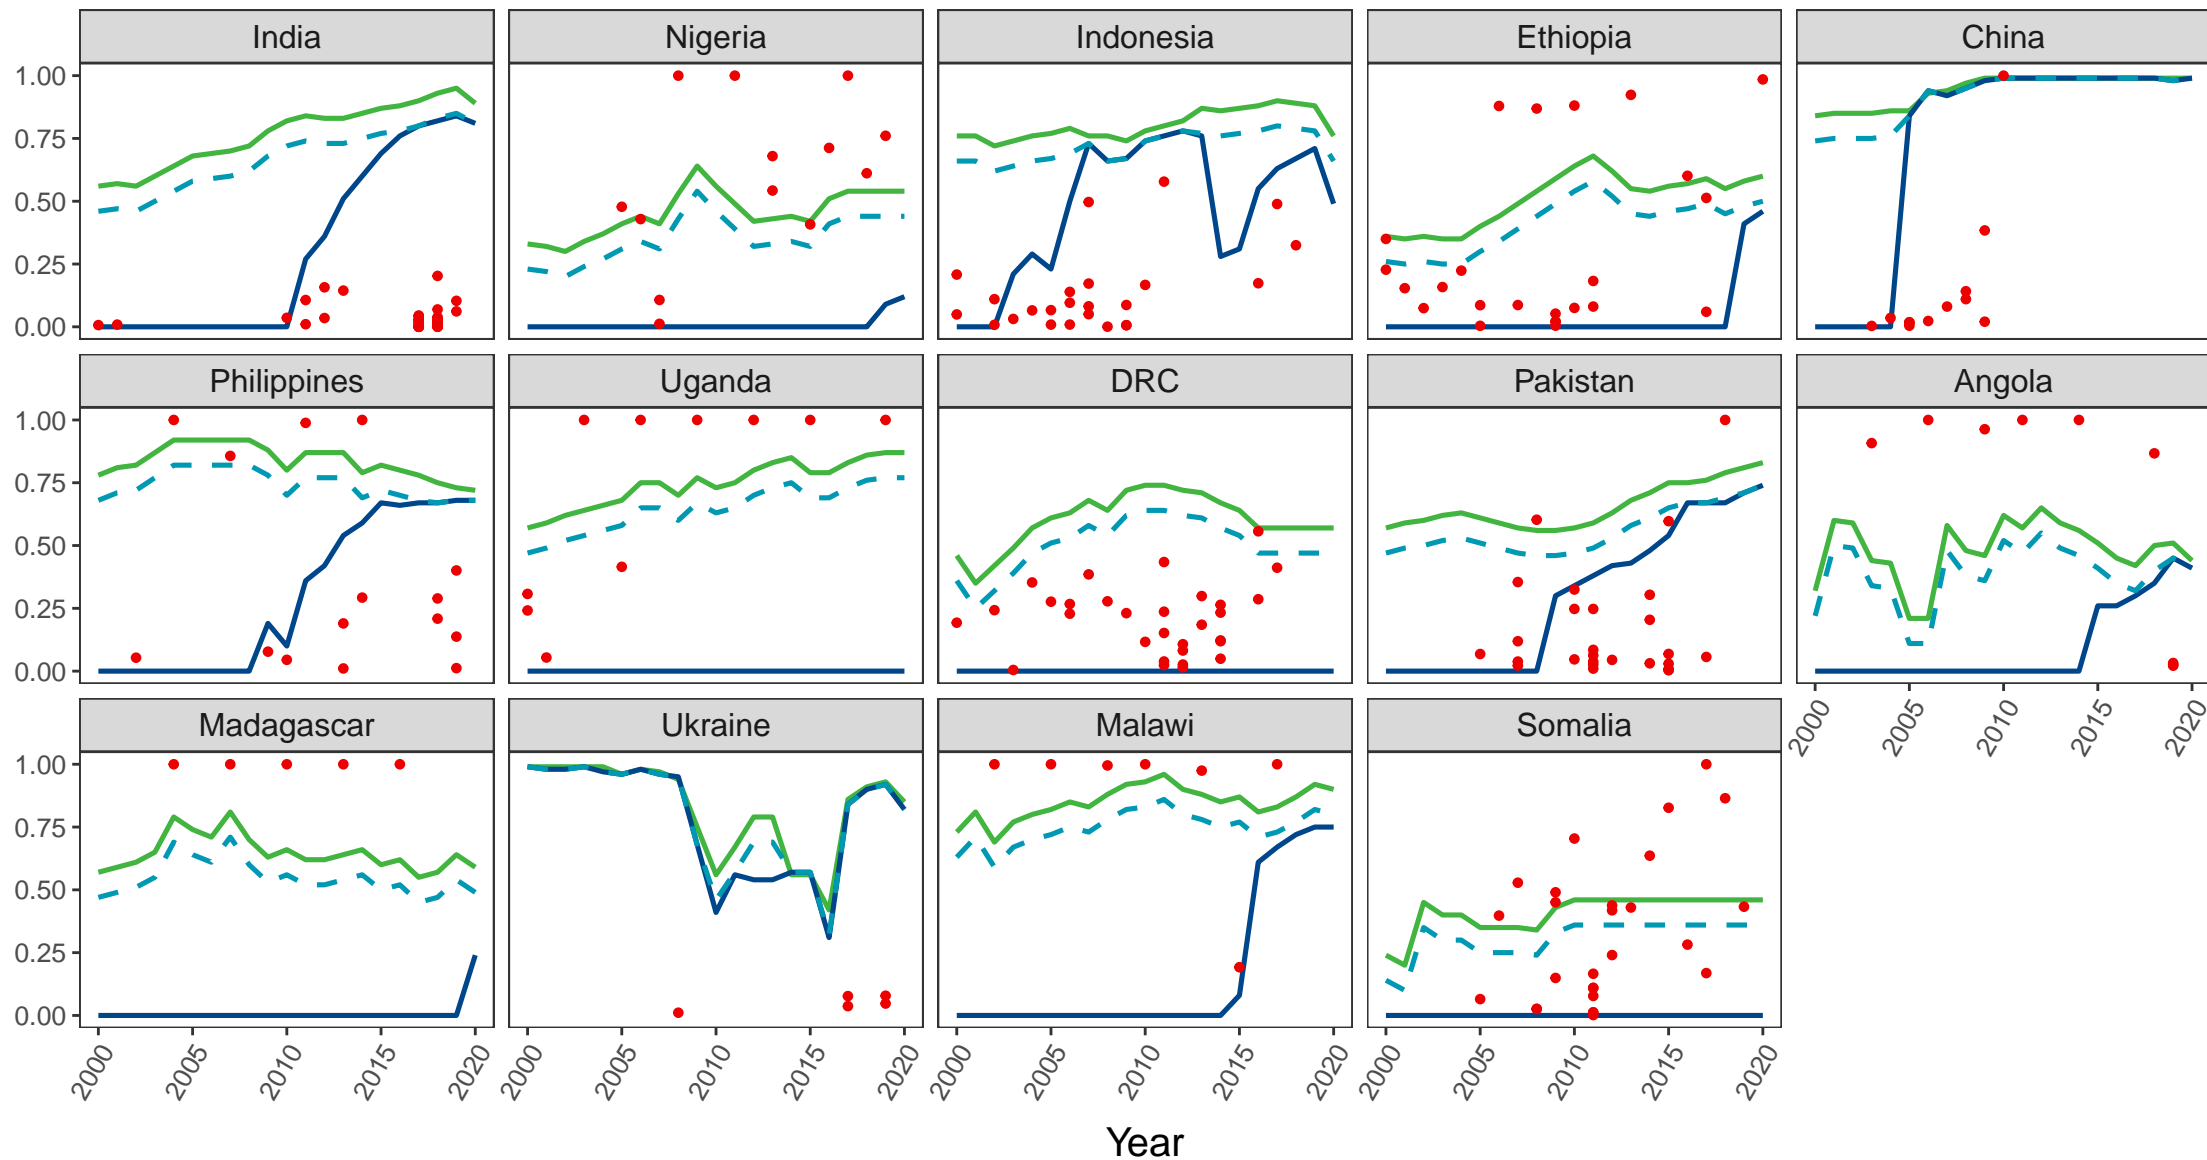 India Nigeria Indonesia Ethiopia China
1.00
0.75
0.50
0.25
0.00
Philippines Uganda DRC Pakistan Angola
1.00
0.75
0.50
0.25
0.00
2000 2005 2010 2015 2020
Madagascar Ukraine Malawi Somalia
1.00
0.75
0.50
0.25
0.00
2000 2005 2010 2015 2020 2000 2005 2010 2015 2020 2000 2005 2010 2015 2020 2000 2005 2010 2015 2020
Year